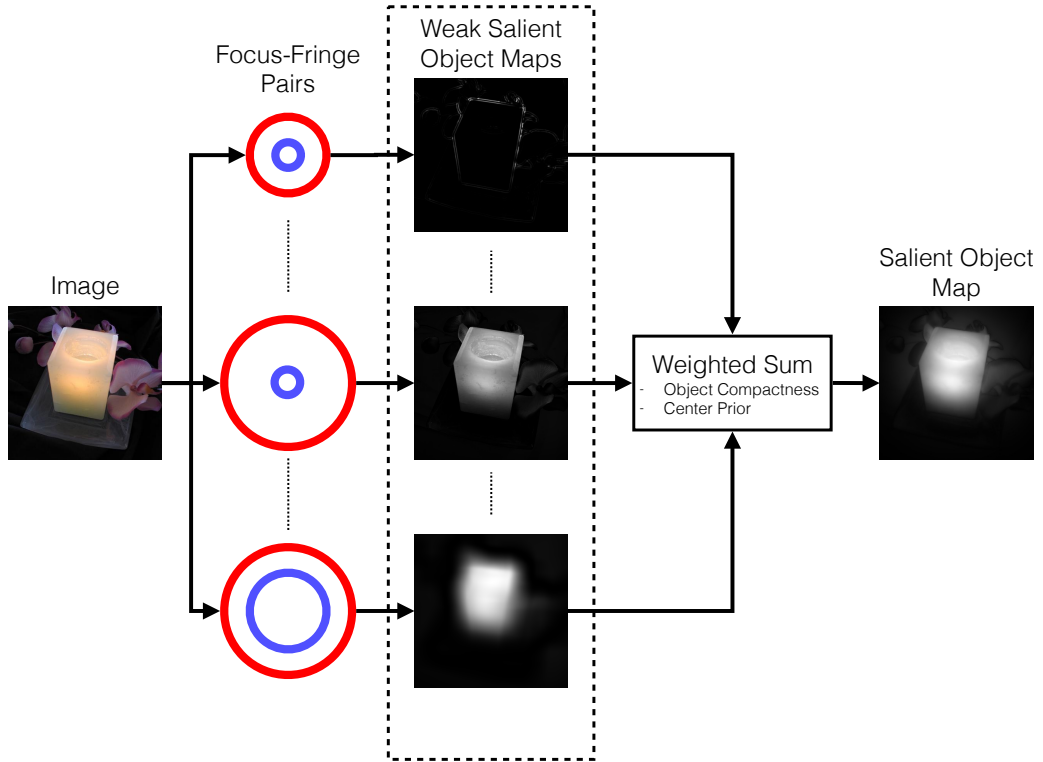 Weak Salient
Object Maps
Focus-Fringe
Pairs
Image
Salient Object
Map
Weighted Sum
- Object Compactness
- Center Prior